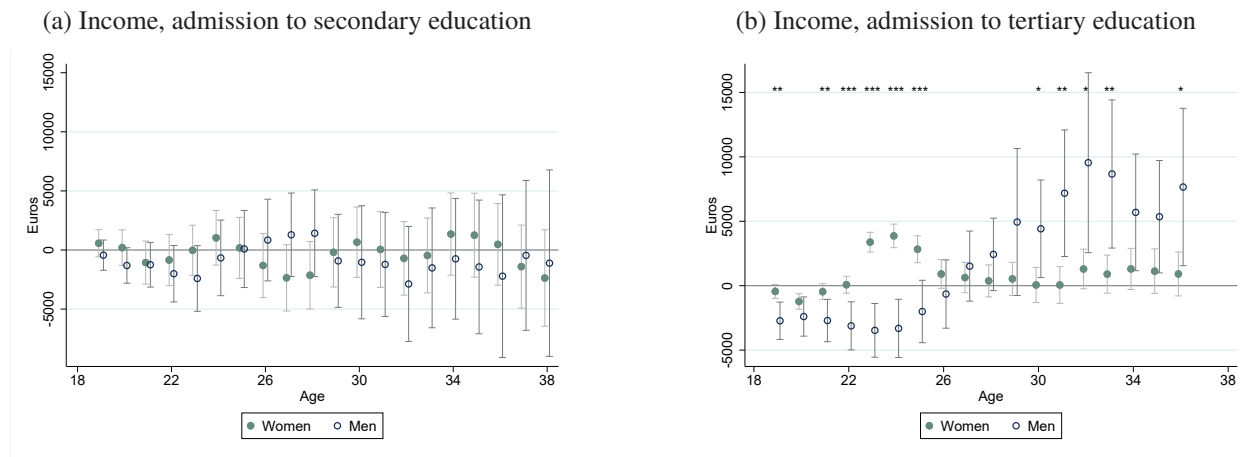 (a) Income, admission to secondary education
15000
10000
5000
0
-5000
Euros
18 22 26 30 34 38
Age
Women Men
(b) Income, admission to tertiary education
** ** *** *** *** *** * ** * ** *
15000
10000
5000
0
-5000
Euros
18 22 26 30 34 38
Age
Women Men